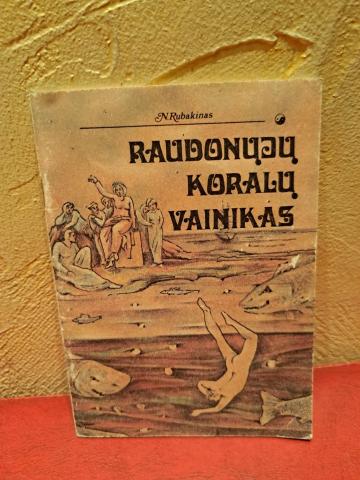 N. Rubakinas
RAUDONŲJŲ
KORALŲ
VAINIKAS